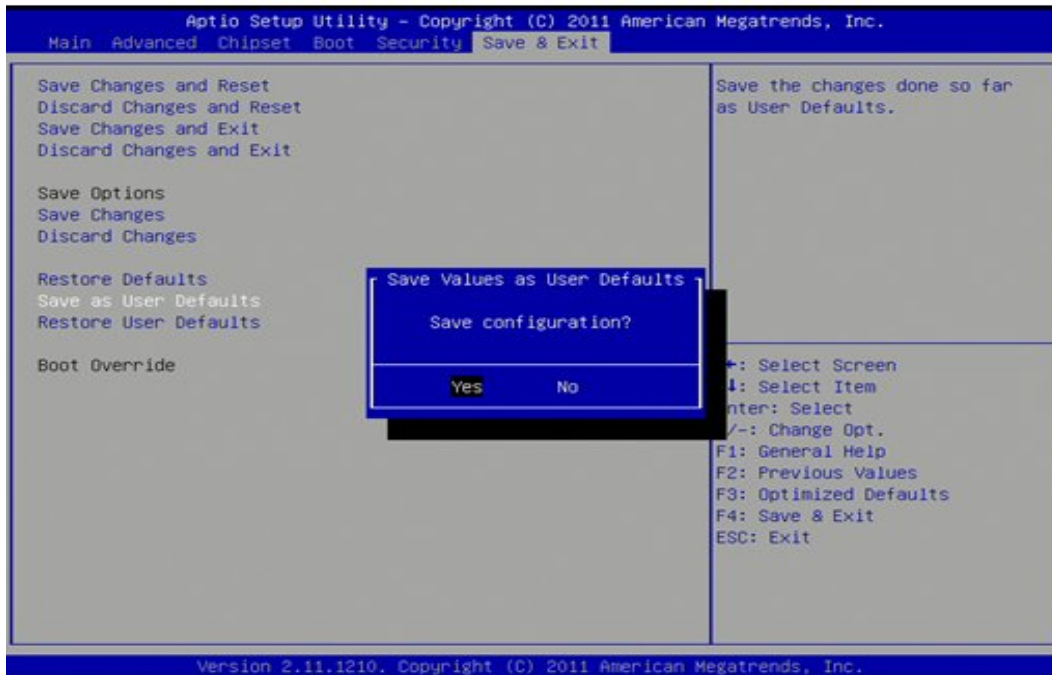 Aptio Setup Utility – Copyright (C) 2011 American Megatrends, Inc.
Main Advanced Chipset Boot Security Save & Exit
Save Changes and Reset
Discard Changes and Reset
Save Changes and Exit
Discard Changes and Exit
Save Options
Save Changes
Discard Changes
Restore Defaults
Save as User Defaults
Restore User Defaults
Boot Override
Save Values as User Defaults
Save configuration?
Yes No
Save the changes done so far
as User Defaults.
: Select Screen
: Select Item
nter: Select
/-: Change Opt.
F1: General Help
F2: Previous Values
F3: Optimized Defaults
F4: Save & Exit
ESC: Exit
Version 2.11.1210. Copyright (C) 2011 American Megatrends, Inc.